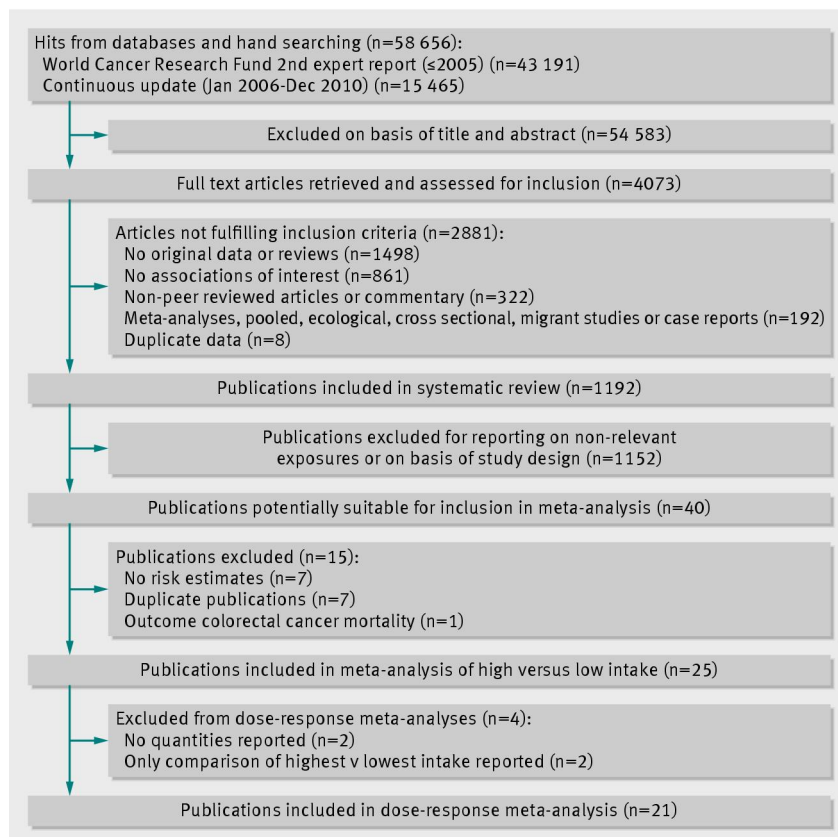 Hits from databases and hand searching (n=58 656):
World Cancer Research Fund 2nd expert report (≤2005) (n=43 191)
Continuous update (Jan 2006-Dec 2010) (n=15 465)
Excluded on basis of title and abstract (n=54 583)
Full text articles retrieved and assessed for inclusion (n=4073)
Articles not fulfilling inclusion criteria (n=2881):
No original data or reviews (n=1498)
No associations of interest (n=861)
Non-peer reviewed articles or commentary (n=322)
Meta-analyses, pooled, ecological, cross sectional, migrant studies or case reports (n=192)
Duplicate data (n=8)
Publications included in systematic review (n=1192)
Publications excluded for reporting on non-relevant
exposures or on basis of study design (n=1152)
Publications potentially suitable for inclusion in meta-analysis (n=40)
Publications excluded (n=15):
No risk estimates (n=7)
Duplicate publications (n=7)
Outcome colorectal cancer mortality (n=1)
Publications included in meta-analysis of high versus low intake (n=25)
Excluded from dose-response meta-analyses (n=4):
No quantities reported (n=2)
Only comparison of highest v lowest intake reported (n=2)
Publications included in dose-response meta-analysis (n=21)